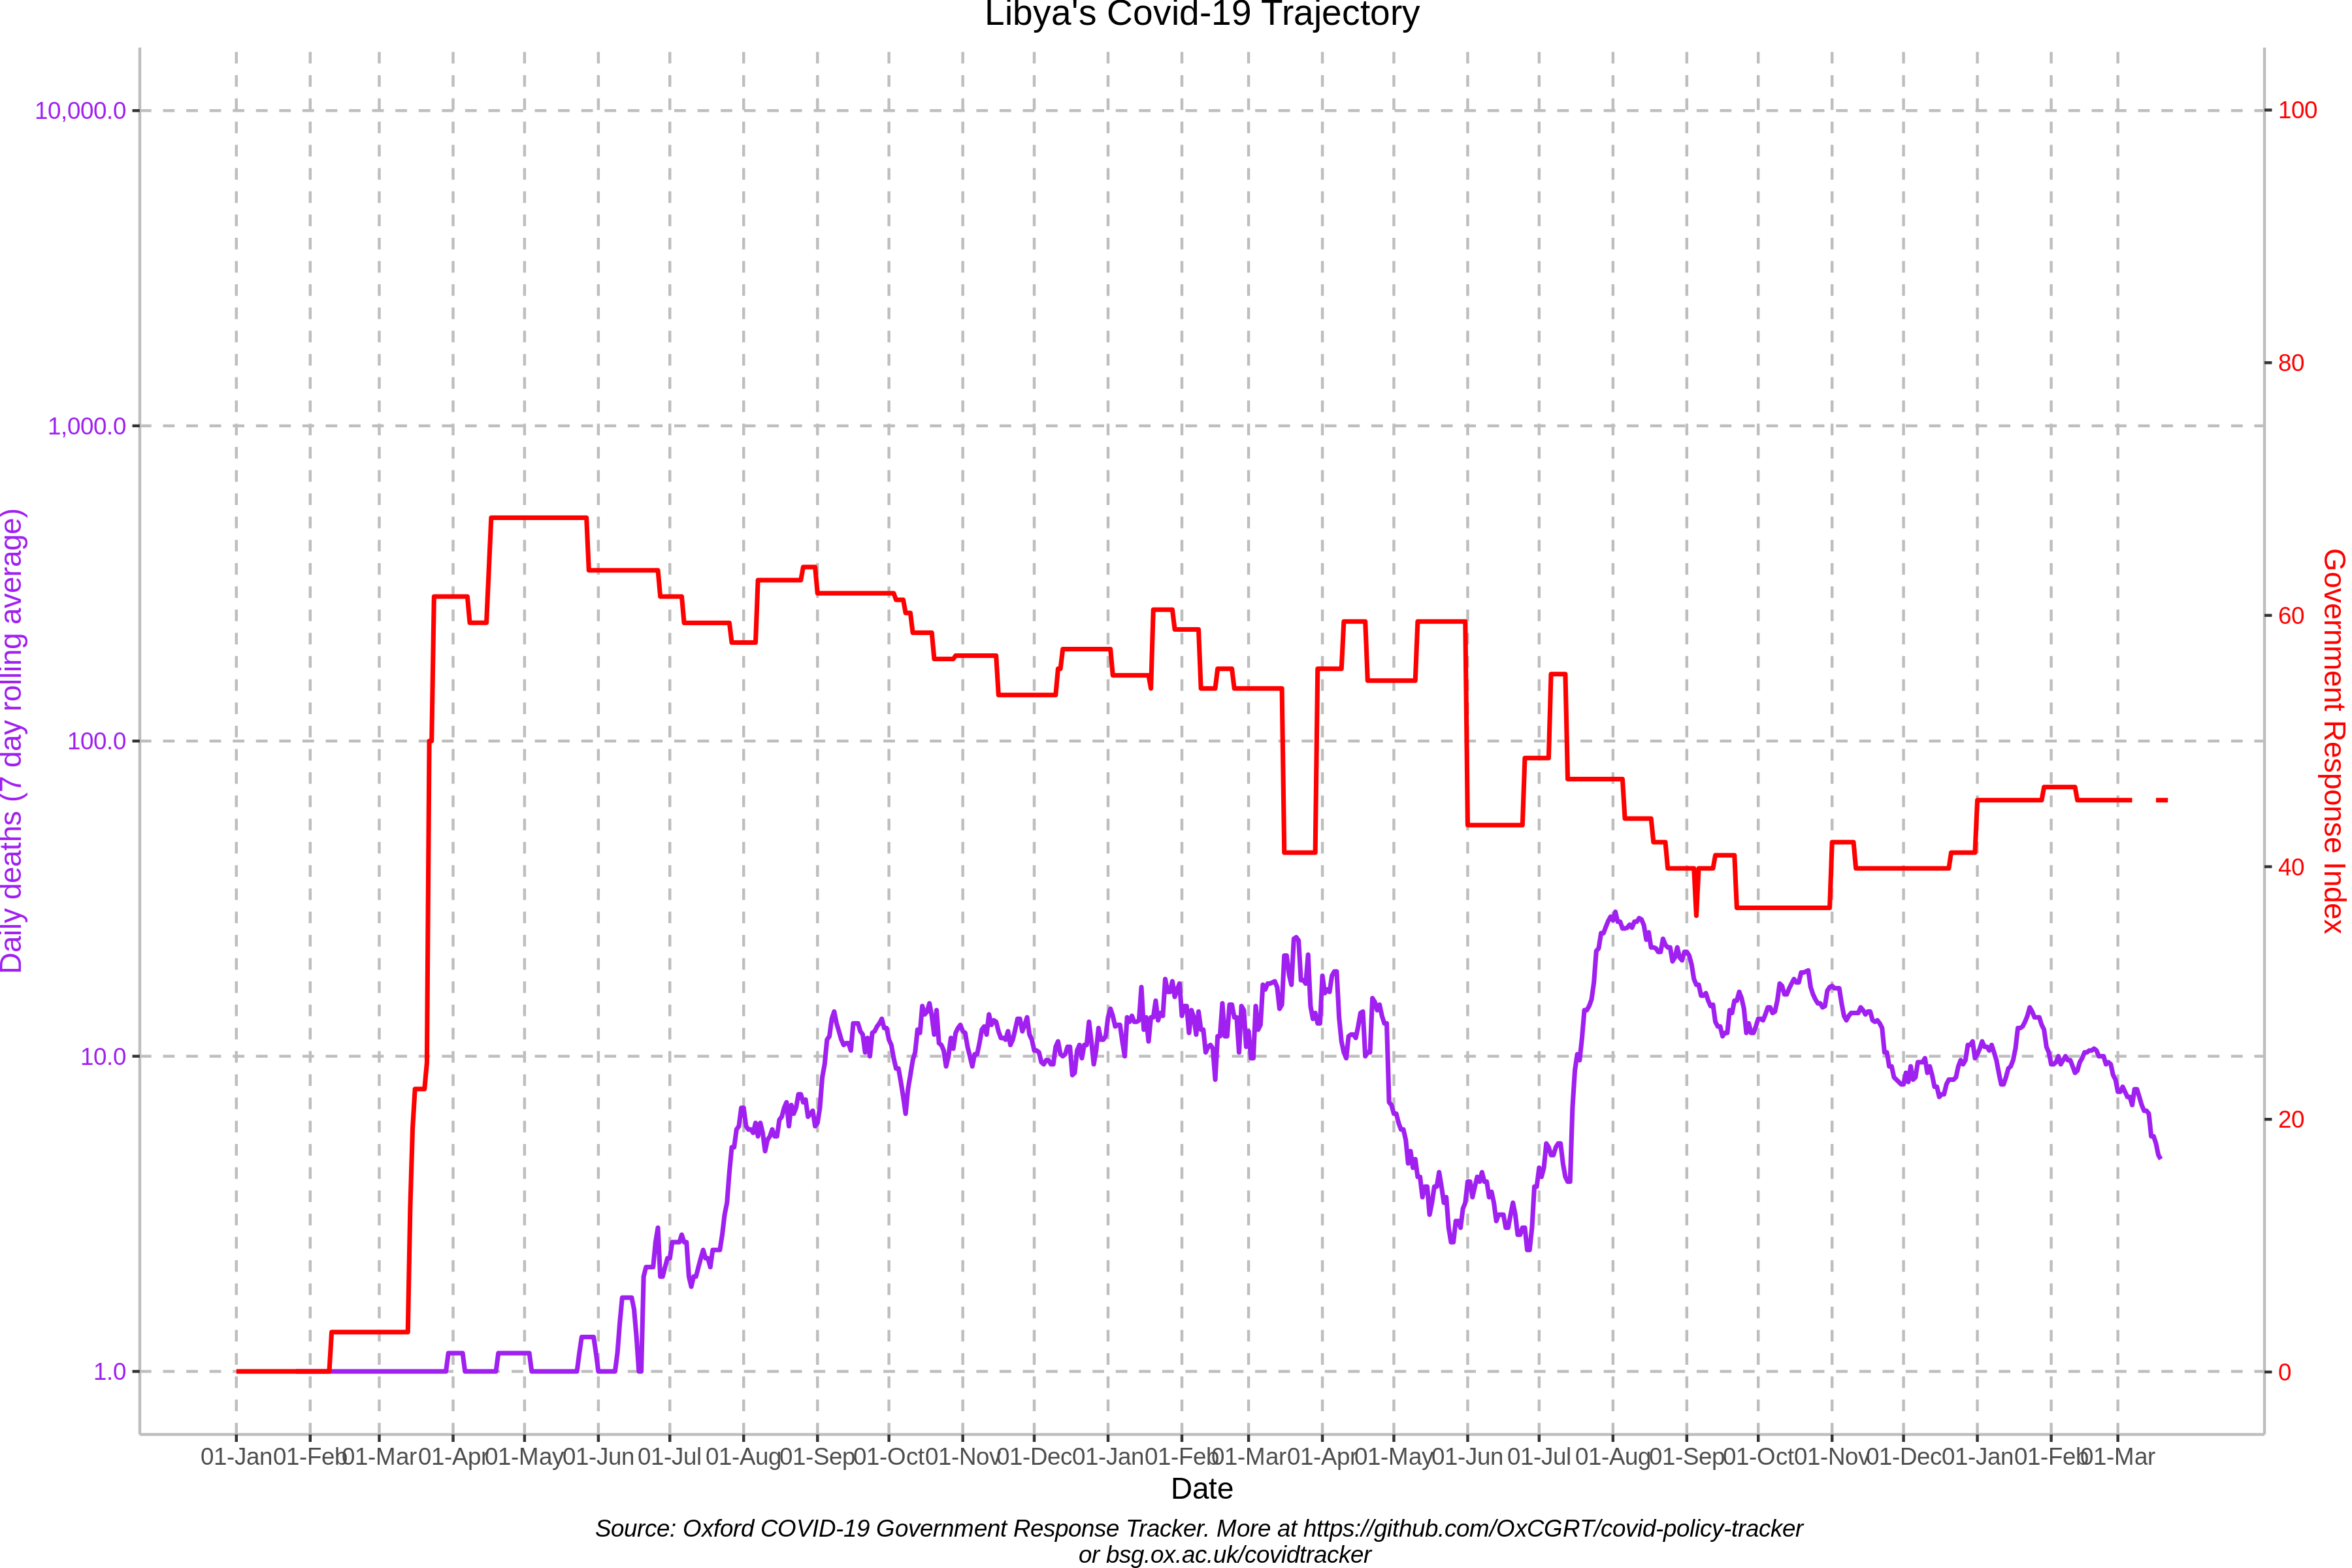 Libya's Covid-19 Trajectory
10,000.0
1,000.0
100.0
10.0
1.0
Daily deaths (7 day rolling average)
100
80
60
40
20
0
Government Response Index
01-Jan 01-Feb 01-Mar 01-Apr 01-May 01-Jun 01-Jul 01-Aug 01-Sep 01-Oct 01-Nov 01-Dec 01-Jan 01-Feb 01-Mar 01-Apr 01-May 01-Jun 01-Jul 01-Aug 01-Sep 01-Oct 01-Nov 01-Dec 01-Jan 01-Feb 01-Mar
Date
Source: Oxford COVID-19 Government Response Tracker. More at https://github.com/OxCGRT/covid-policy-tracker
or bsg.ox.ac.uk/covidtracker